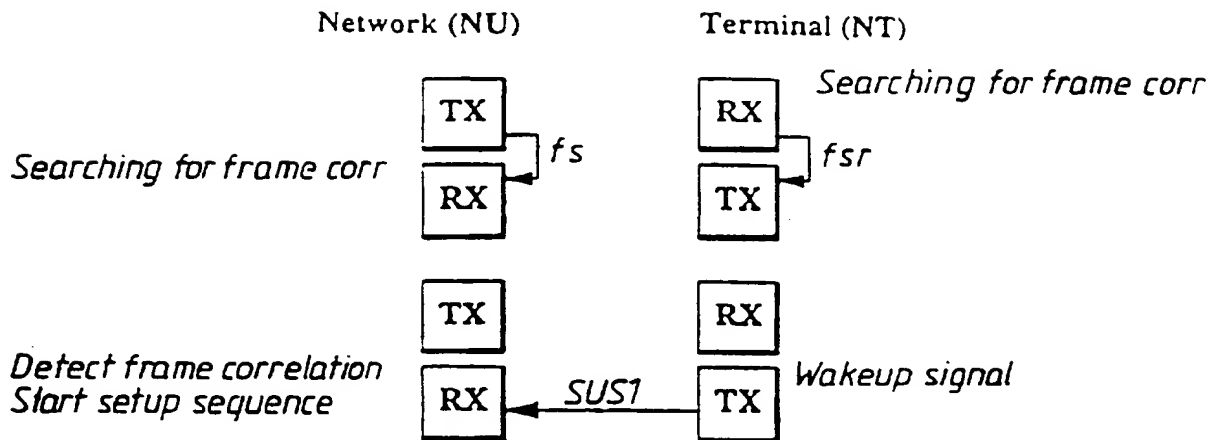 Network (NU)
Terminal (NT)
TX
RX
Searching for frame corr
fs
fsr
Searching for frame corr
RX
TX
TX
RX
Detect frame correlation
Start setup sequence
RX
SUS1
TX
Wakeup signal